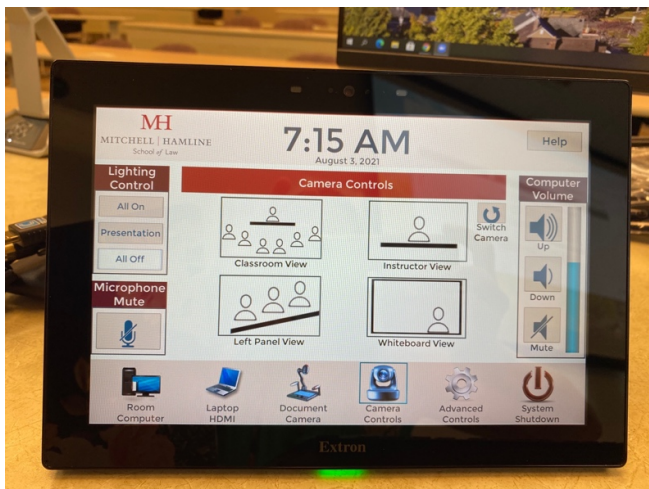 MH
MITCHELL | HAMLINE
School of Law
7:15 AM
August 3, 2021
Help
Lighting
Control
All On
Presentation
All Off
Microphone
Mute
Camera Controls
Switch
Camera
Classroom View
Instructor View
Left Panel View
Whiteboard View
Computer
Volume
Up
Down
Mute
Room
Computer
Laptop
HDMI
Document
Camera
Camera
Controls
Advanced
Controls
System
Shutdown
Extron